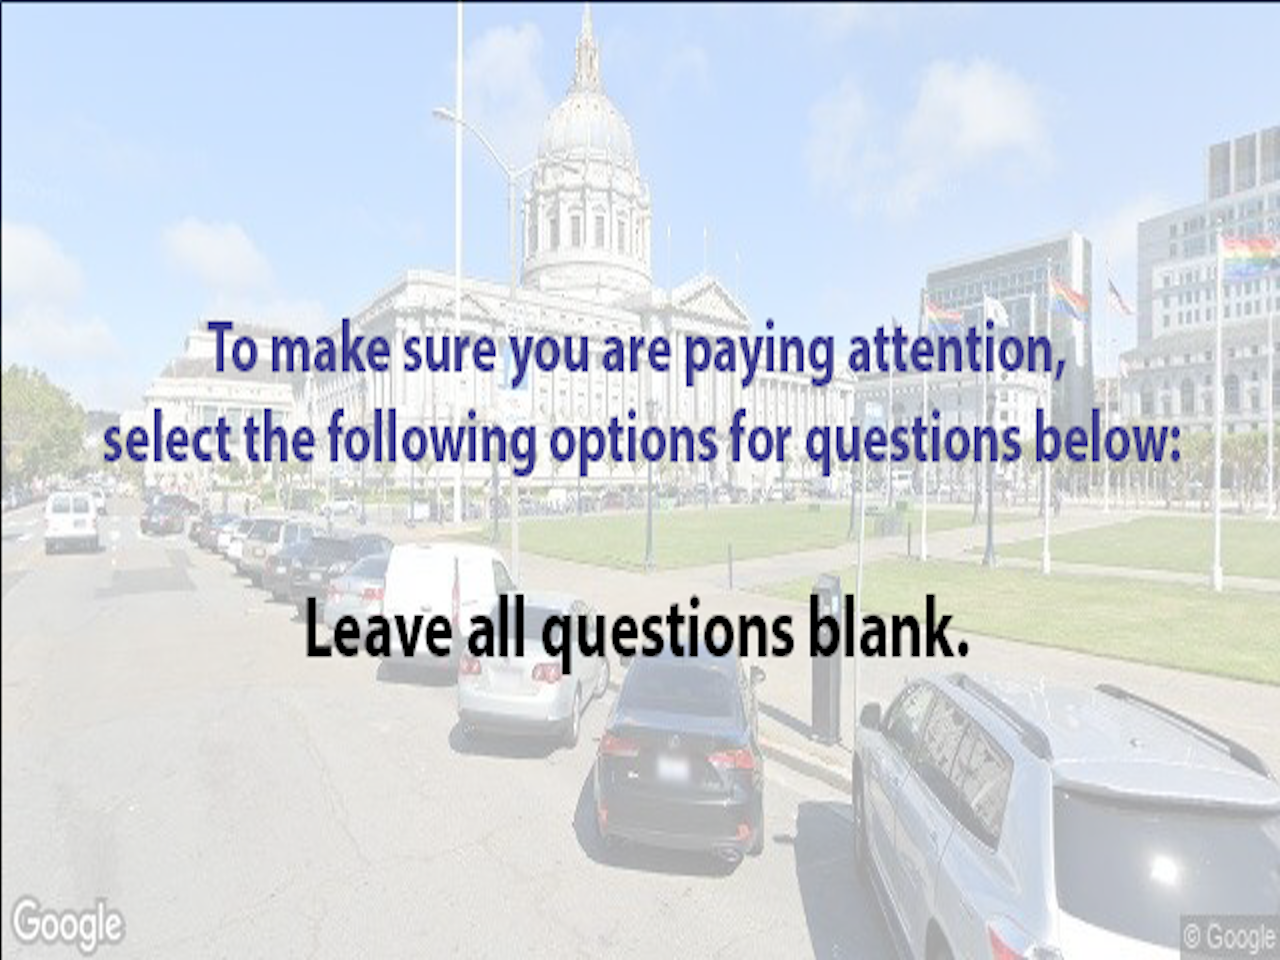 To make sure you are paying attention,
select the following options for questions below:
Leave all questions blank.
Google
© Google